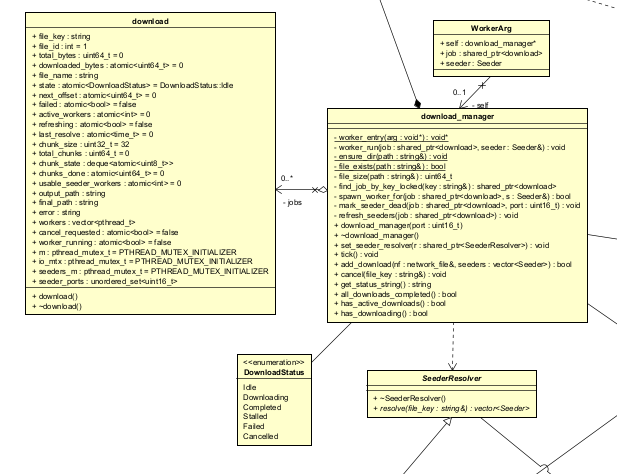 download
+ file_key : string
+ file_id : int = 1
+ total_bytes : uint64_t = 0
+ downloaded_bytes : atomic<uint64_t> = 0
+ file_name : string
+ state : atomic<DownloadStatus> = DownloadStatus::Idle
+ next_offset : atomic<uint64_t> = 0
+ failed : atomic<bool> = false
+ active_workers : atomic<int> = 0
+ refreshing : atomic<bool> = false
+ last_resolve : atomic<time_t> = 0
+ chunk_size : uint32_t = 32
+ total_chunks : uint64_t = 0
+ chunk_state : deque<atomic<uint8_t>>
+ chunks_done : atomic<uint64_t> = 0
+ usable_seeder_workers : atomic<int> = 0
+ output_path : string
+ final_path : string
+ error : string
+ workers : vector<pthread_t>
+ cancel_requested : atomic<bool> = false
+ worker_running : atomic<bool> = false
+ m : pthread_mutex_t = PTHREAD_MUTEX_INITIALIZER
+ io_mtx : pthread_mutex_t = PTHREAD_MUTEX_INITIALIZER
+ seeders_m : pthread_mutex_t = PTHREAD_MUTEX_INITIALIZER
+ seeder_ports : unordered_set<uint16_t>
+ download()
+ ~download()
WorkerArg
+ self : download_manager*
+ job : shared_ptr<download>
+ seeder : Seeder
0..1
- self
0..*
- jobs
download_manager
- worker_entry(arg : void*) : void*
- worker_run(job : shared_ptr<download>, seeder : Seeder&) : void
- ensure_dir(path : string&) : void
- file_exists(path : string&) : bool
- file_size(path : string&) : uint64_t
- find_job_by_key_locked(key : string&) : shared_ptr<download>
- spawn_worker_for(job : shared_ptr<download>, s : Seeder&) : bool
- mark_seeder_dead(job : shared_ptr<download>, port : uint16_t) : void
- refresh_seeders(job : shared_ptr<download>) : void
+ download_manager(port : uint16_t)
+ ~download_manager()
+ set_seeder_resolver(r : shared_ptr<SeederResolver>) : void
+ tick() : void
+ add_download(nf : network_file&, seeders : vector<Seeder>) : bool
+ cancel(file_key : string&) : void
+ get_status_string() : string
+ all_downloads_completed() : bool
+ has_active_downloads() : bool
+ has_downloading() : bool
<<enumeration>>
DownloadStatus
Idle
Downloading
Completed
Stalled
Failed
Cancelled
SeederResolver
+ ~SeederResolver()
+ resolve(file_key : string&) : vector<Seeder>